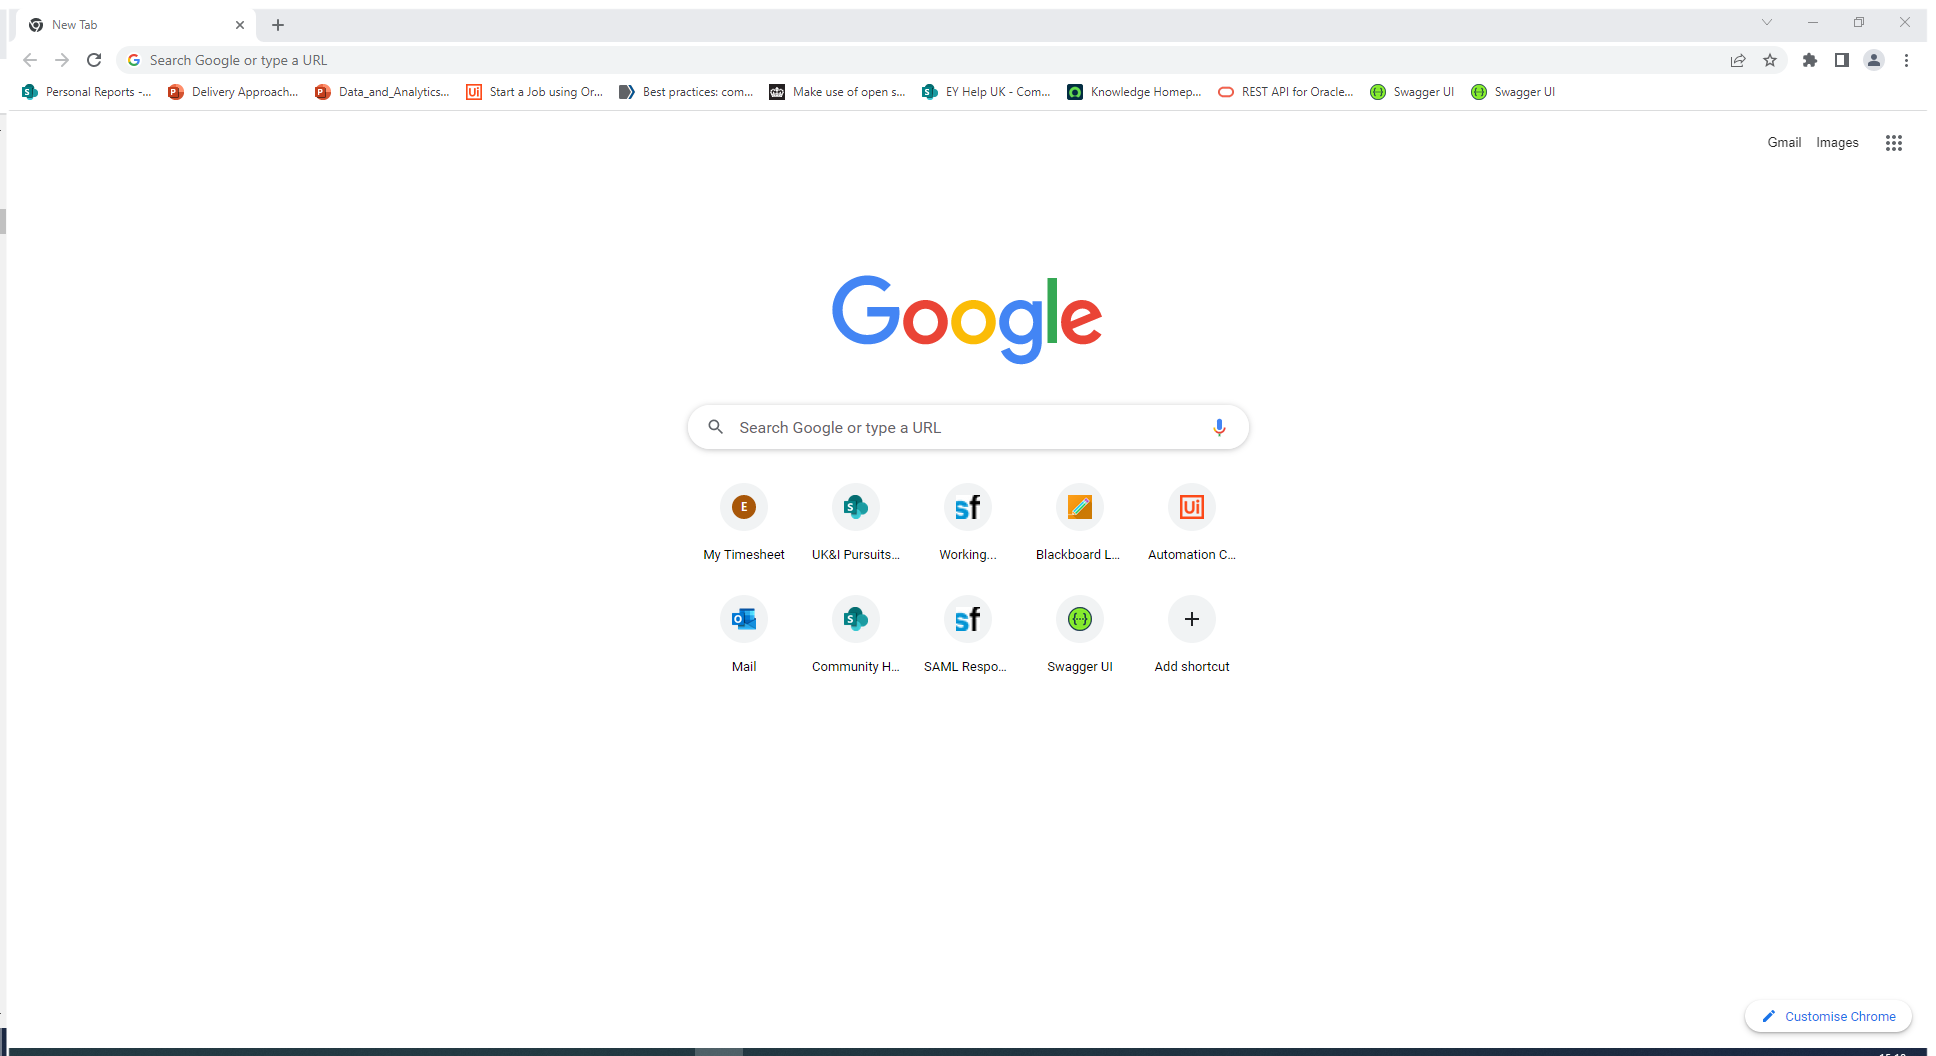 New Tab
Search Google or type a URL
Personal Reports -...
Delivery Approach...
Data_and_Analytics...
Start a Job using Or...
Best practices: com...
Make use of open s...
EY Help UK - Com...
Knowledge Homep...
REST API for Oracle...
Swagger UI
Swagger UI
Gmail
Images
Google
Search Google or type a URL
E
S
sf
Ui
My Timesheet
UK&I Pursuits...
Working...
Blackboard L...
Automation C...
O
S
sf
{···}
Mail
Community H...
SAML Respo...
Swagger UI
Add shortcut
Customise Chrome